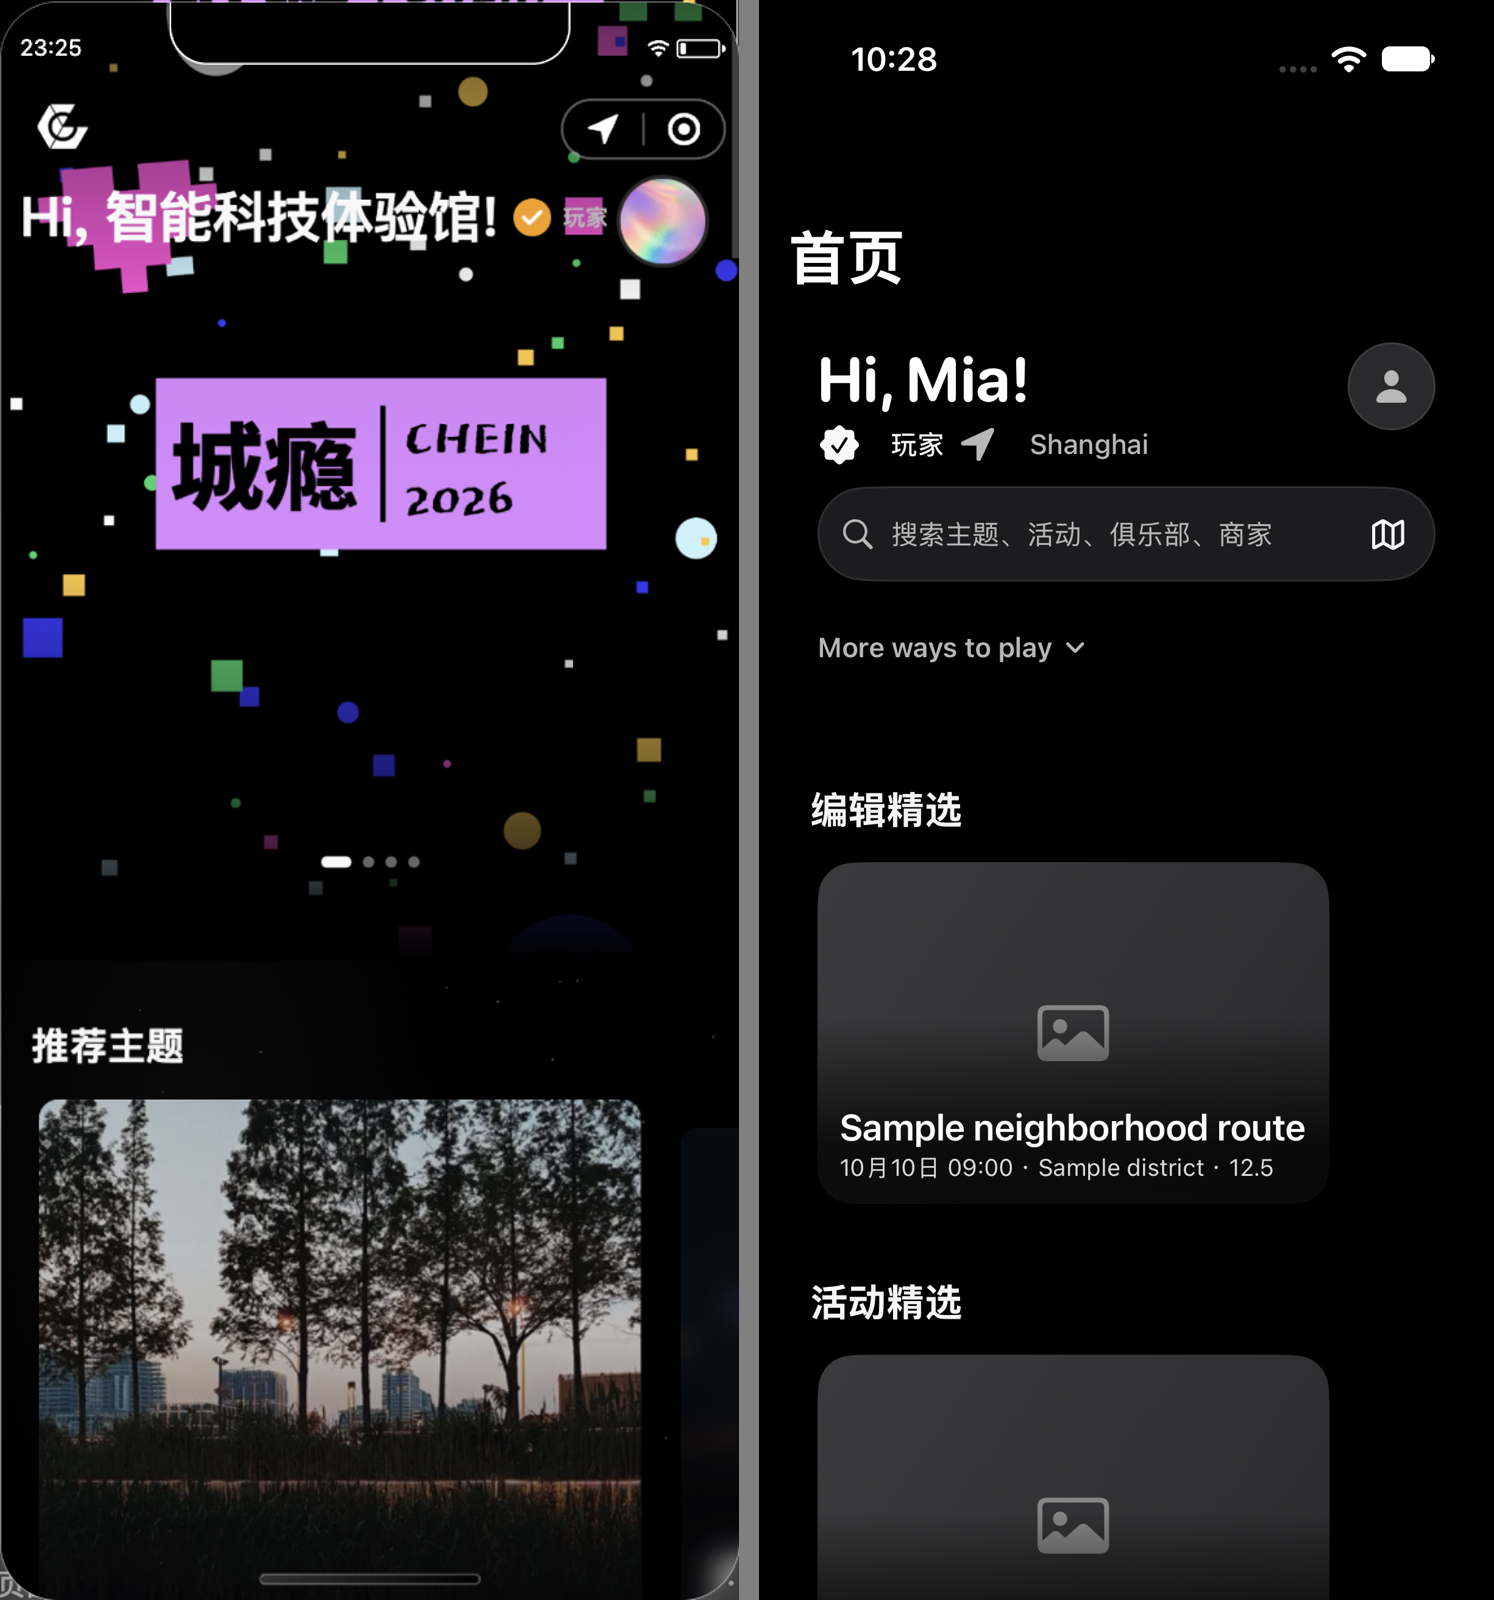 23:25
Hi, 智能科技体验馆!
玩家
城瘾
CHEIN
2026
推荐主题
10:28
首页
Hi, Mia!
玩家 Shanghai
搜索主题、活动、俱乐部、商家
More ways to play
编辑精选
Sample neighborhood route
10月10日 09:00 · Sample district · 12.5
活动精选